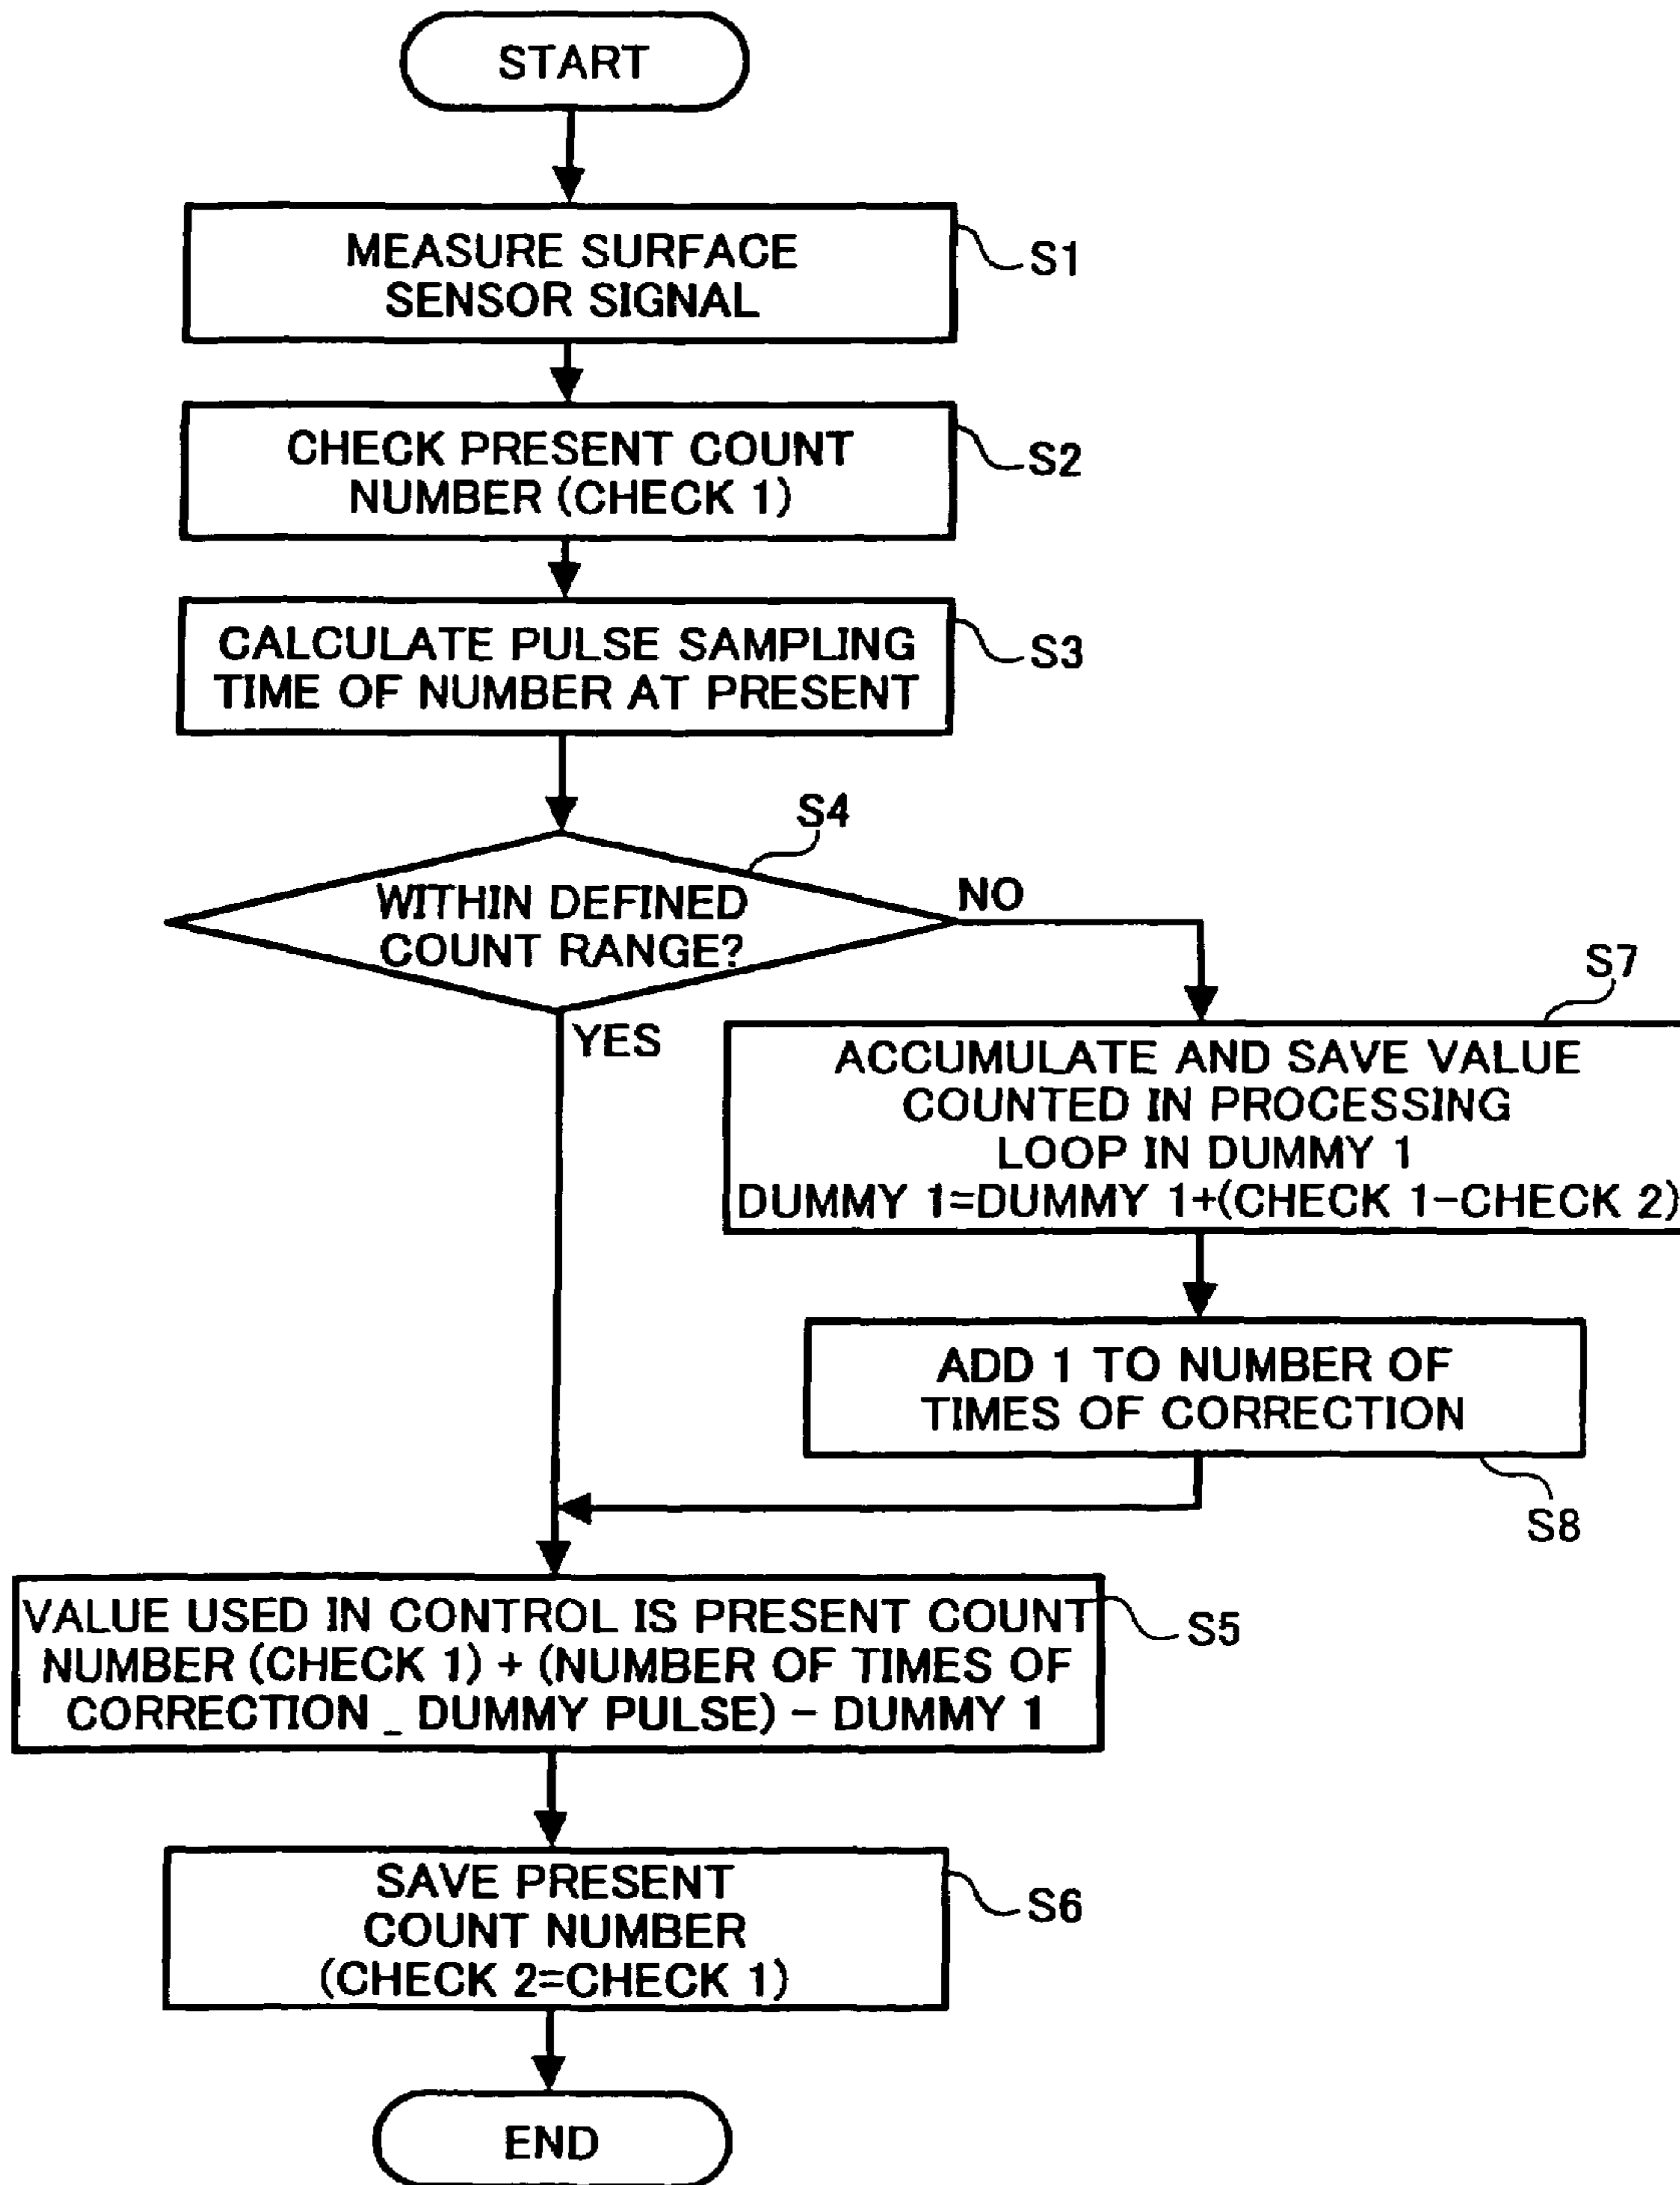 START
MEASURE SURFACE
SENSOR SIGNAL
S1
CHECK PRESENT COUNT
NUMBER (CHECK 1)
S2
CALCULATE PULSE SAMPLING
TIME OF NUMBER AT PRESENT
S3
S4
WITHIN DEFINED
COUNT RANGE?
NO
YES
S7
ACCUMULATE AND SAVE VALUE
COUNTED IN PROCESSING
LOOP IN DUMMY 1
DUMMY 1=DUMMY 1+(CHECK 1-CHECK 2)
ADD 1 TO NUMBER OF
TIMES OF CORRECTION
S8
VALUE USED IN CONTROL IS PRESENT COUNT
NUMBER (CHECK 1) + (NUMBER OF TIMES OF
CORRECTION _ DUMMY PULSE) - DUMMY 1
S5
SAVE PRESENT
COUNT NUMBER
(CHECK 2=CHECK 1)
S6
END